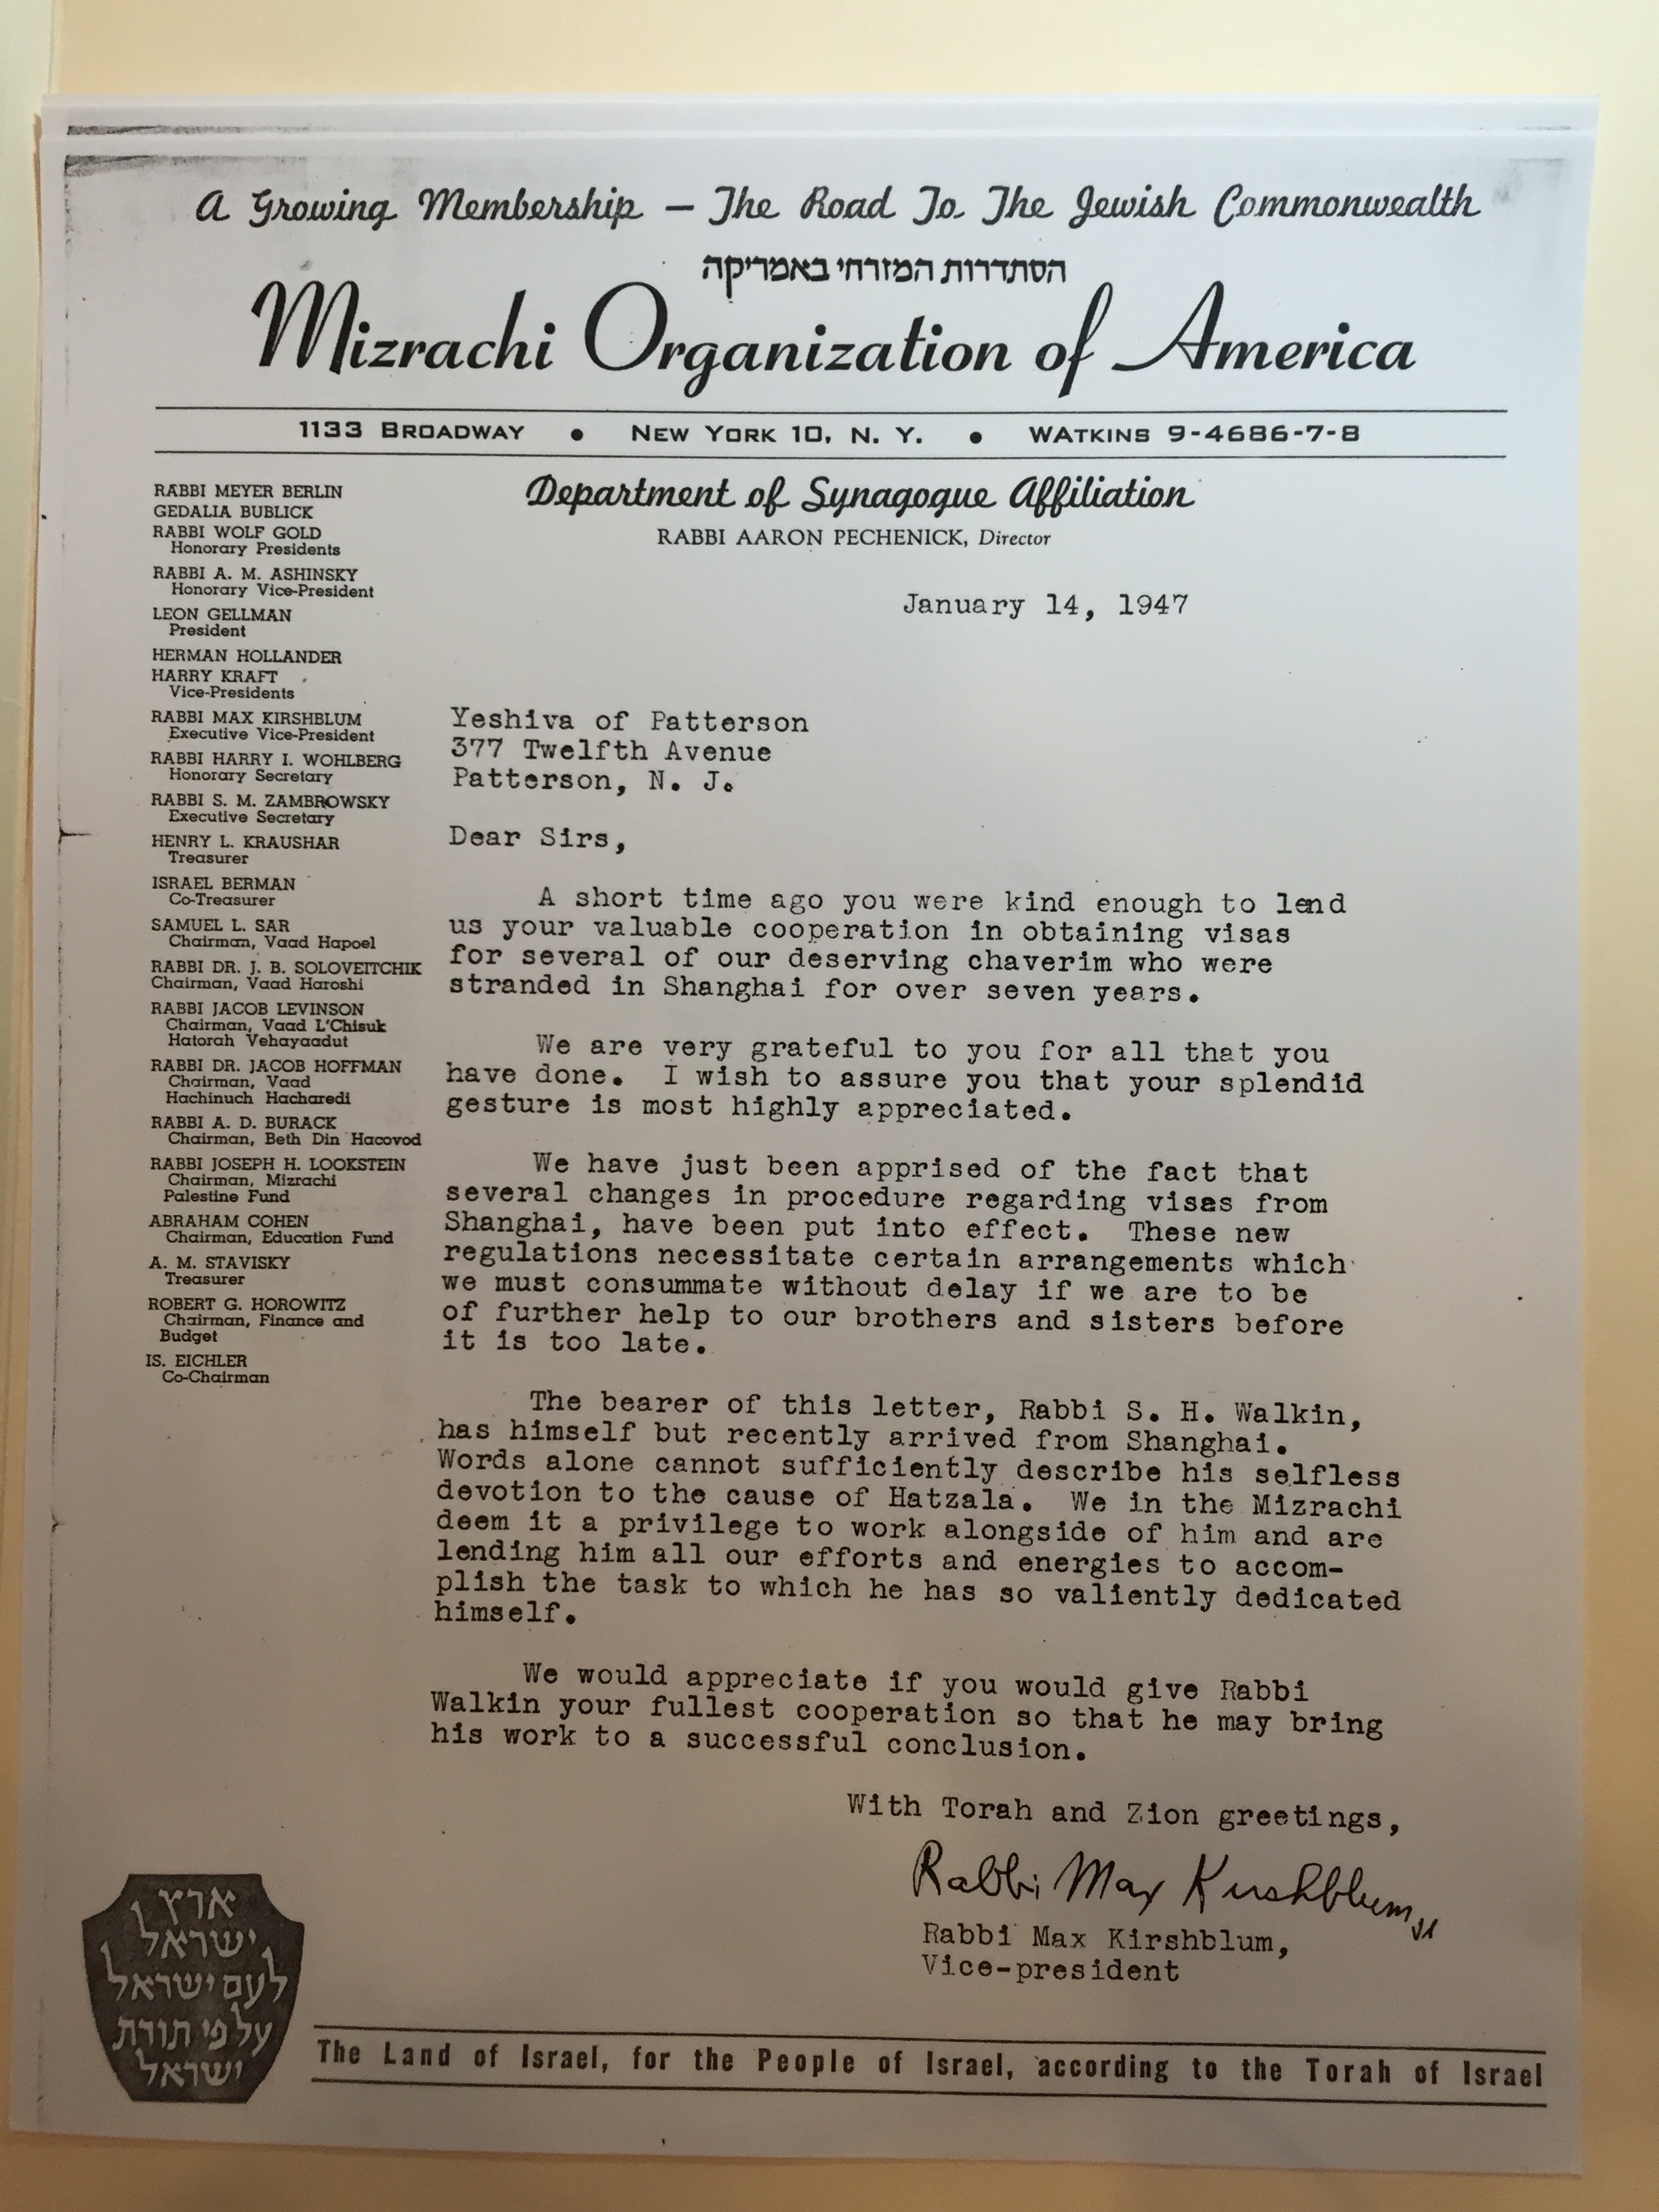 A Growing Membership — The Road To The Jewish Commonwealth
הסתדרות המזרחי באמריקה
Mizrachi Organization of America
1133 BROADWAY • NEW YORK 10, N. Y. • WATKINS 9-4686-7-8
Department of Synagogue Affiliation
RABBI AARON PECHENICK, Director
RABBI MEYER BERLIN
GEDALIA BUBLICK
RABBI WOLF GOLD
Honorary Presidents
RABBI A. M. ASHINSKY
Honorary Vice-President
LEON GELLMAN
President
HERMAN HOLLANDER
HARRY KRAFT
Vice-Presidents
RABBI MAX KIRSHBLUM
Executive Vice-President
RABBI HARRY I. WOHLBERG
Honorary Secretary
RABBI S. M. ZAMBROWSKY
Executive Secretary
HENRY L. KRAUSHAR
Treasurer
ISRAEL BERMAN
Co-Treasurer
SAMUEL L. SAR
Chairman, Vaad Hapoel
RABBI DR. J. B. SOLOVEITCHIK
Chairman, Vaad Haroshi
RABBI JACOB LEVINSON
Chairman, Vaad L'Chisuk
Hatorah Vehayaadut
RABBI DR. JACOB HOFFMAN
Chairman, Vaad
Hachinuch Hacharedi
RABBI A. D. BURACK
Chairman, Beth Din Hacovod
RABBI JOSEPH H. LOOKSTEIN
Chairman, Mizrachi
Palestine Fund
ABRAHAM COHEN
Chairman, Education Fund
A. M. STAVISKY
Treasurer
ROBERT G. HOROWITZ
Chairman, Finance and
Budget
IS. EICHLER
Co-Chairman
January 14, 1947
Yeshiva of Patterson
377 Twelfth Avenue
Patterson, N. J.
Dear Sirs,
A short time ago you were kind enough to lend
us your valuable cooperation in obtaining visas
for several of our deserving chaverim who were
stranded in Shanghai for over seven years.
We are very grateful to you for all that you
have done. I wish to assure you that your splendid
gesture is most highly appreciated.
We have just been apprised of the fact that
several changes in procedure regarding visas from
Shanghai, have been put into effect. These new
regulations necessitate certain arrangements which
we must consummate without delay if we are to be
of further help to our brothers and sisters before
it is too late.
The bearer of this letter, Rabbi S. H. Walkin,
has himself but recently arrived from Shanghai.
Words alone cannot sufficiently describe his selfless
devotion to the cause of Hatzala. We in the Mizrachi
deem it a privilege to work alongside of him and are
lending him all our efforts and energies to accom-
plish the task to which he has so valiently dedicated
himself.
We would appreciate if you would give Rabbi
Walkin your fullest cooperation so that he may bring
his work to a successful conclusion.
With Torah and Zion greetings,
Rabbi Max Kirshblum
Rabbi Max Kirshblum,
Vice-president
ארץ
ישראל
לעם ישראל
על פי תורת
ישראל
The Land of Israel, for the People of Israel, according to the Torah of Israel